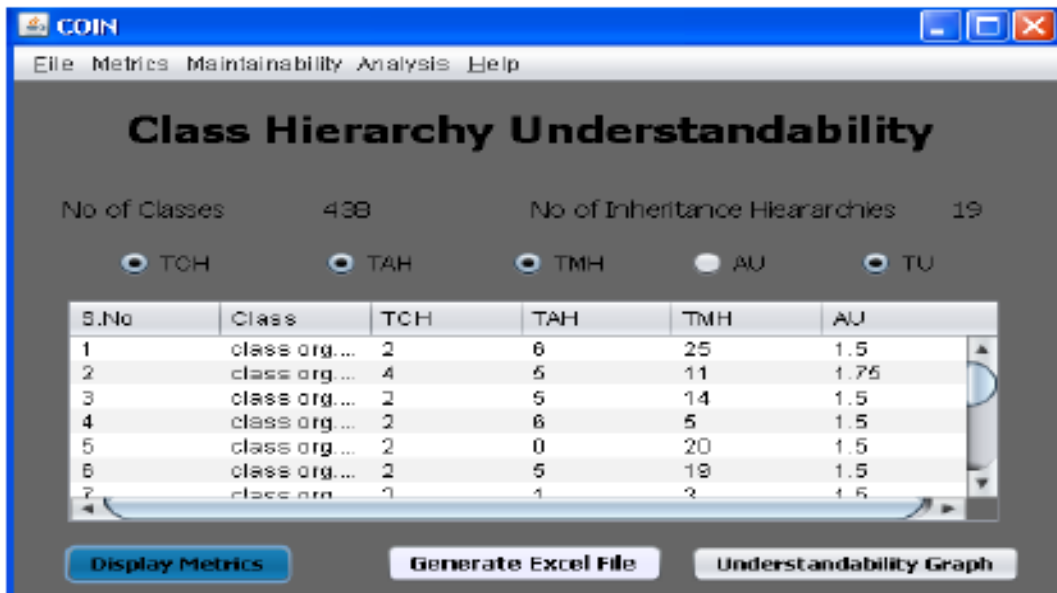 COIN
File Metrics Maintainability Analysis Help
Class Hierarchy Understandability
No of Classes 438 No of Inheritance Hieararchies 19
TCH TAH TMH AU TU
S.No Class TCH TAH TMH AU
1 class org.... 2 6 25 1.5
2 class org.... 4 5 11 1.75
3 class org.... 2 5 14 1.5
4 class org.... 2 6 5 1.5
5 class org.... 2 0 20 1.5
6 class org.... 2 5 19 1.5
7 class org
Display Metrics Generate Excel File Understandability Graph